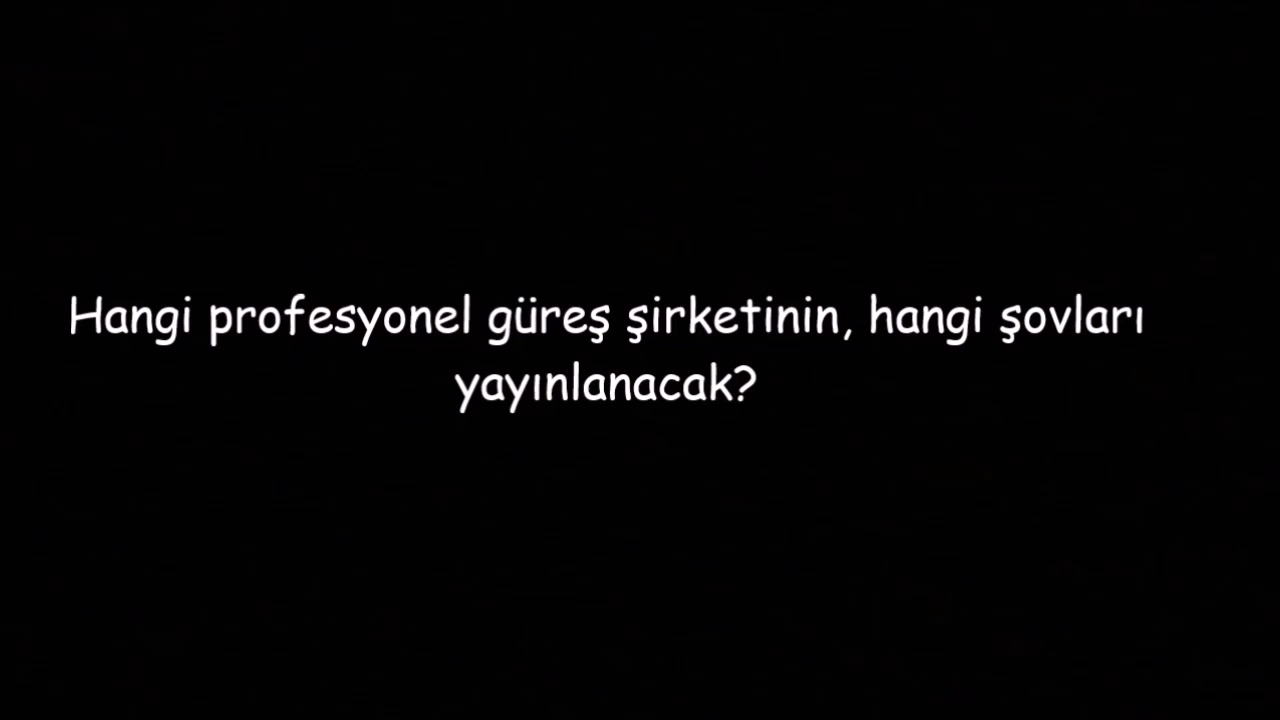 Hangi profesyonel güreş şirketinin, hangi şovları
yayınlanacak?